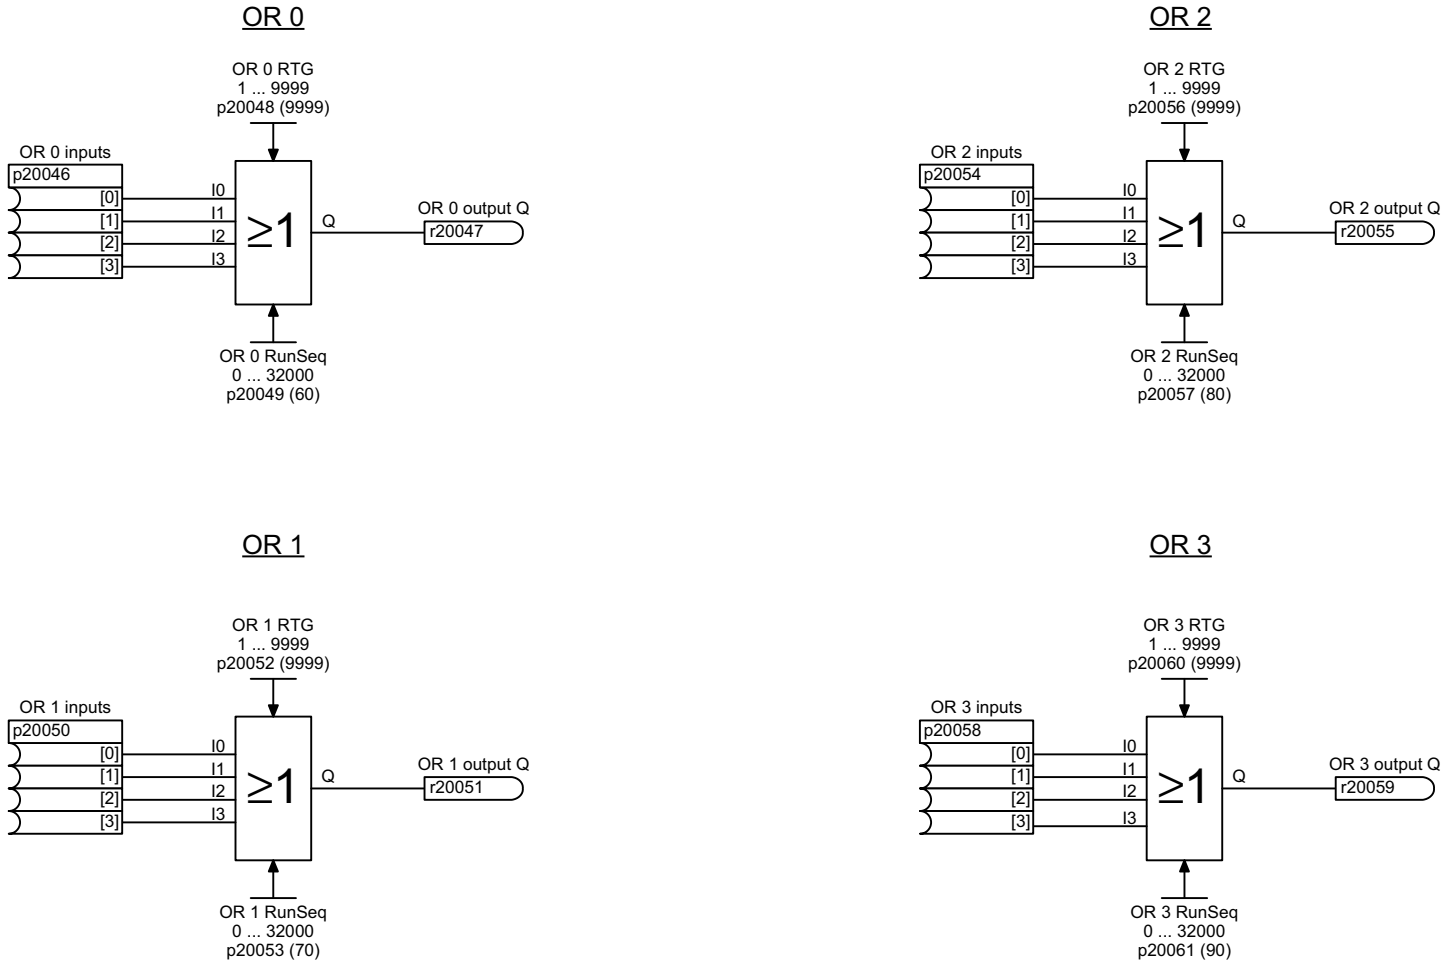 OR 0
OR 0 RTG
1 ... 9999
p20048 (9999)
OR 0 inputs
p20046
[0]
[1]
[2]
[3]
I0
I1
I2
I3
≥1
Q
OR 0 output Q
r20047
OR 0 RunSeq
0 ... 32000
p20049 (60)
OR 2
OR 2 RTG
1 ... 9999
p20056 (9999)
OR 2 inputs
p20054
[0]
[1]
[2]
[3]
I0
I1
I2
I3
≥1
Q
OR 2 output Q
r20055
OR 2 RunSeq
0 ... 32000
p20057 (80)
OR 1
OR 1 RTG
1 ... 9999
p20052 (9999)
OR 1 inputs
p20050
[0]
[1]
[2]
[3]
I0
I1
I2
I3
≥1
Q
OR 1 output Q
r20051
OR 1 RunSeq
0 ... 32000
p20053 (70)
OR 3
OR 3 RTG
1 ... 9999
p20060 (9999)
OR 3 inputs
p20058
[0]
[1]
[2]
[3]
I0
I1
I2
I3
≥1
Q
OR 3 output Q
r20059
OR 3 RunSeq
0 ... 32000
p20061 (90)